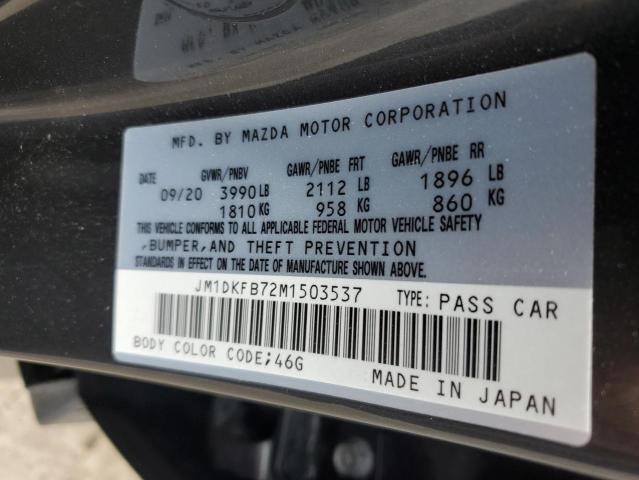 MFD. BY MAZDA MOTOR CORPORATION
DATE GVWR/PNBV GAWR/PNBE FRT GAWR/PNBE RR
09/20 3990 LB 2112 LB 1896 LB
1810 KG 958 KG 860 KG
THIS VEHICLE CONFORMS TO ALL APPLICABLE FEDERAL MOTOR VEHICLE SAFETY
,BUMPER,AND THEFT PREVENTION
STANDARDS IN EFFECT ON THE DATE OF MANUFACTURE SHOWN ABOVE.
JM1DKFB72M1503537 TYPE: PASS CAR
BODY COLOR CODE;46G MADE IN JAPAN